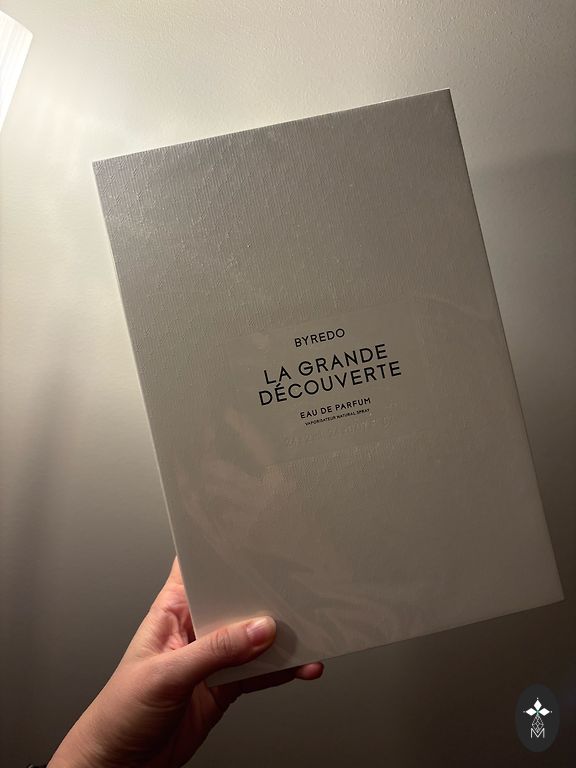 BYREDO
LA GRANDE
DÉCOUVERTE
EAU DE PARFUM
VAPORISATEUR NATURAL SPRAY
M